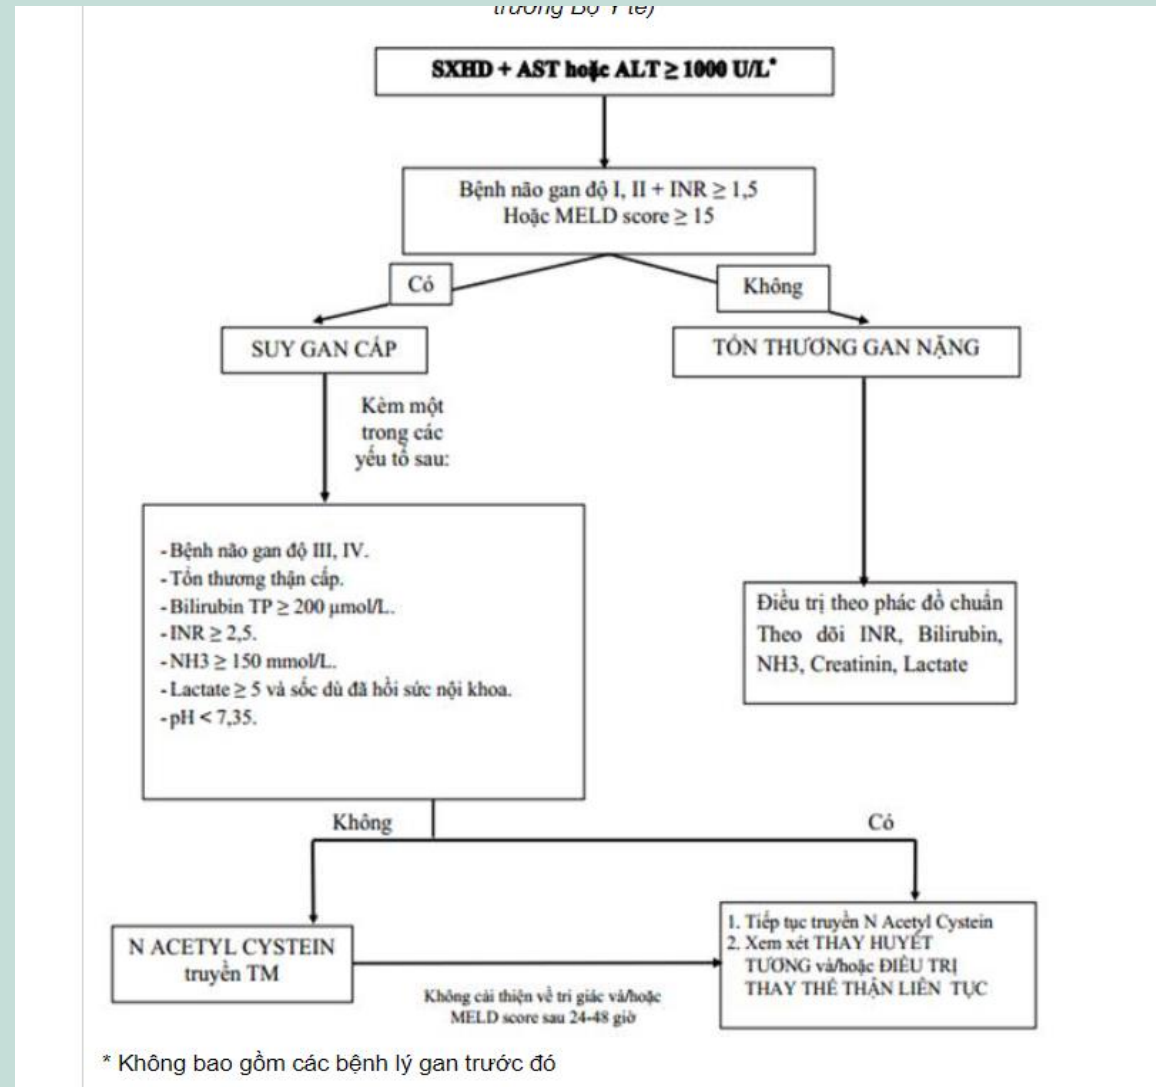 trưởng Bộ Y tế)
SXHD + AST hoặc ALT ≥ 1000 U/L*
Bệnh não gan độ I, II + INR ≥ 1,5
Hoặc MELD score ≥ 15
Có
Không
SUY GAN CẤP
TỔN THƯƠNG GAN NẶNG
Kèm một
trong các
yếu tố sau:
- Bệnh não gan độ III, IV.
- Tổn thương thận cấp.
- Bilirubin TP ≥ 200 μmol/L.
- INR ≥ 2,5.
- NH3 ≥ 150 mmol/L.
- Lactate ≥ 5 và sốc dù đã hồi sức nội khoa.
- pH < 7,35.
Điều trị theo phác đồ chuẩn
Theo dõi INR, Bilirubin,
NH3, Creatinin, Lactate
Không
Có
N ACETYL CYSTEIN
truyền TM
Không cải thiện về tri giác và/hoặc
MELD score sau 24-48 giờ
1. Tiếp tục truyền N Acetyl Cystein
2. Xem xét THAY HUYẾT
TƯƠNG và/hoặc ĐIỀU TRỊ
THAY THẾ THẬN LIÊN TỤC
* Không bao gồm các bệnh lý gan trước đó